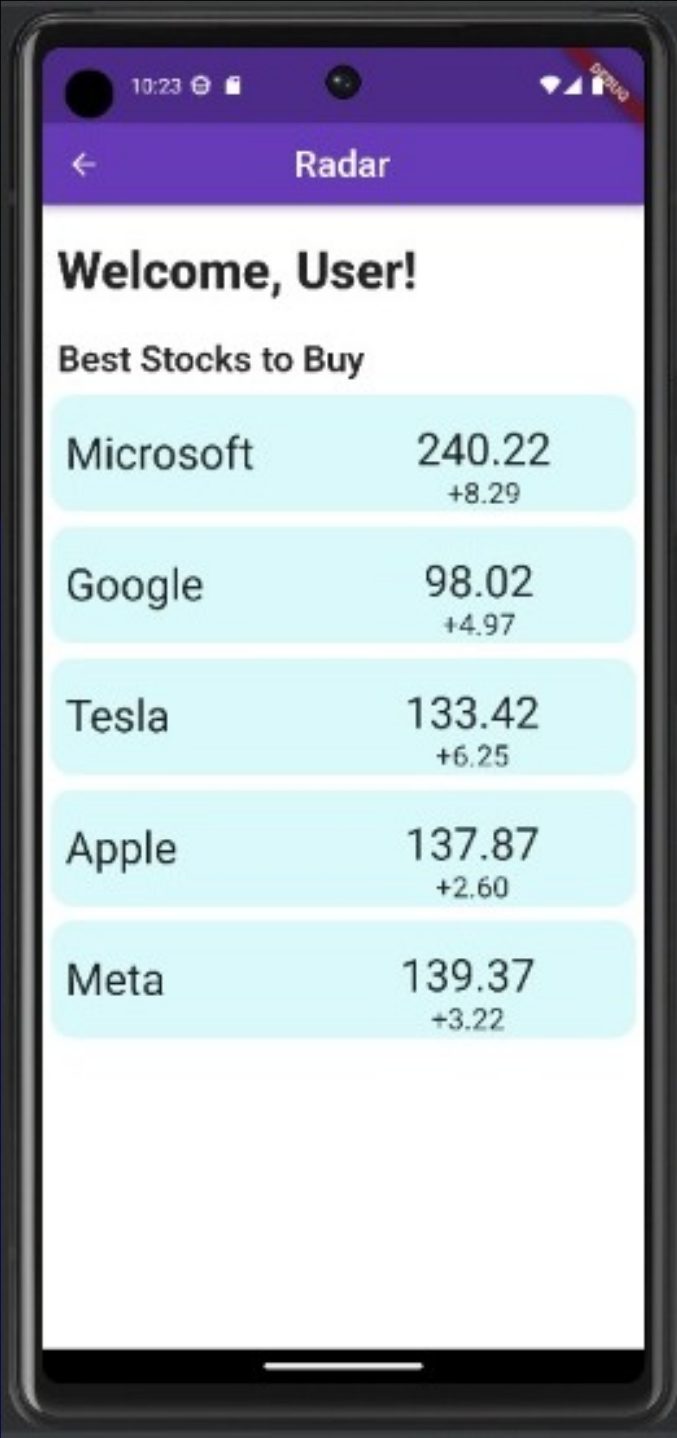 10:23
DEBUG
Radar
Welcome, User!
Best Stocks to Buy
Microsoft 240.22
+8.29
Google 98.02
+4.97
Tesla 133.42
+6.25
Apple 137.87
+2.60
Meta 139.37
+3.22